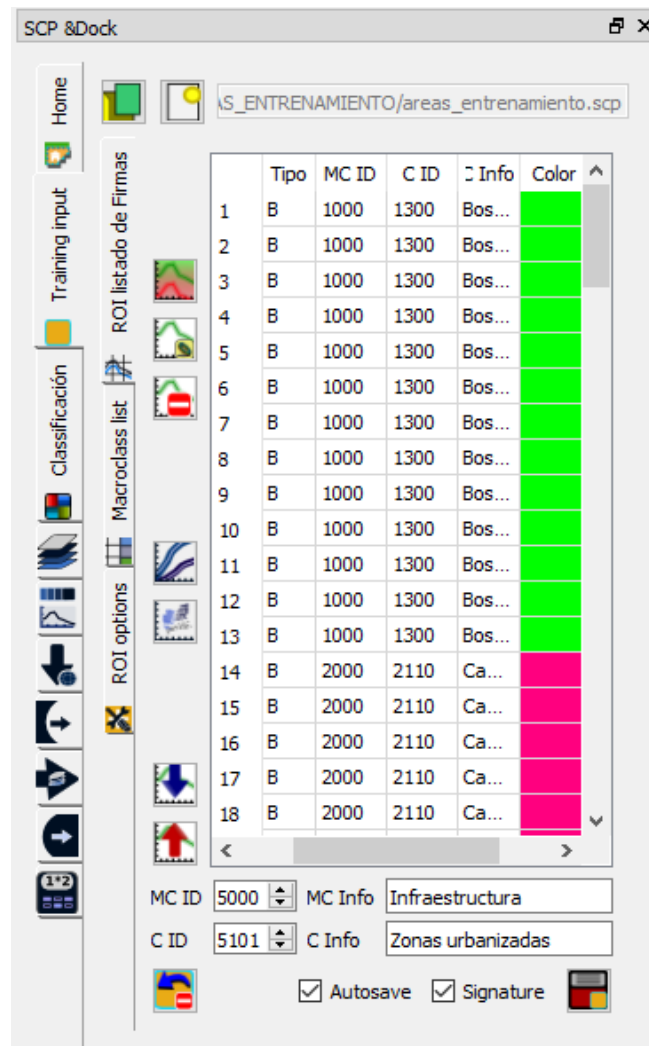 SCP &Dock
Home
Training input
Classificación
ROI listado de Firmas
Macroclass list
ROI options
\S_ENTRENAMIENTO/areas_entrenamiento.scp
Tipo MC ID C ID C Info Color
1 B 1000 1300 Bos...
2 B 1000 1300 Bos...
3 B 1000 1300 Bos...
4 B 1000 1300 Bos...
5 B 1000 1300 Bos...
6 B 1000 1300 Bos...
7 B 1000 1300 Bos...
8 B 1000 1300 Bos...
9 B 1000 1300 Bos...
10 B 1000 1300 Bos...
11 B 1000 1300 Bos...
12 B 1000 1300 Bos...
13 B 1000 1300 Bos...
14 B 2000 2110 Ca...
15 B 2000 2110 Ca...
16 B 2000 2110 Ca...
17 B 2000 2110 Ca...
18 B 2000 2110 Ca...
1*2
MC ID 5000 MC Info Infraestructura
C ID 5101 C Info Zonas urbanizadas
Autosave Signature